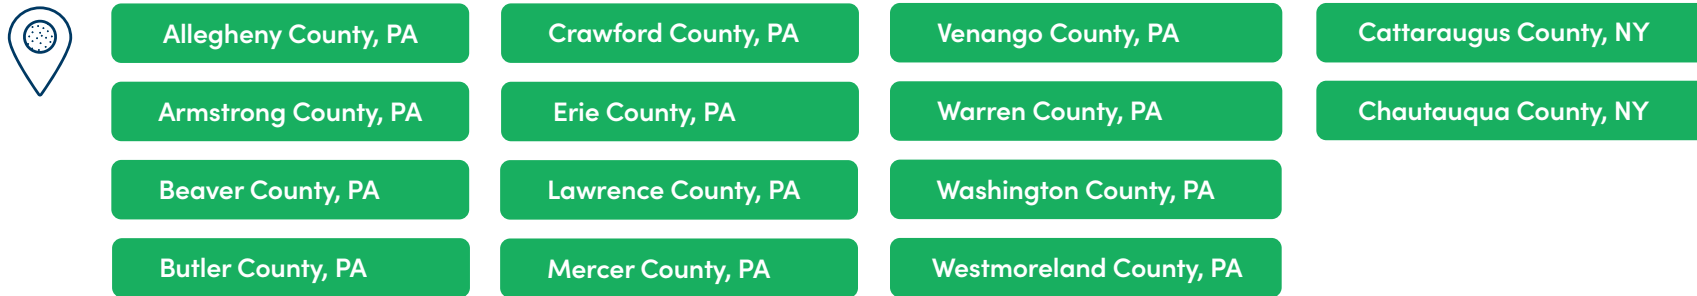 Allegheny County, PA
Armstrong County, PA
Beaver County, PA
Butler County, PA
Crawford County, PA
Erie County, PA
Lawrence County, PA
Mercer County, PA
Venango County, PA
Warren County, PA
Washington County, PA
Westmoreland County, PA
Cattaraugus County, NY
Chautauqua County, NY